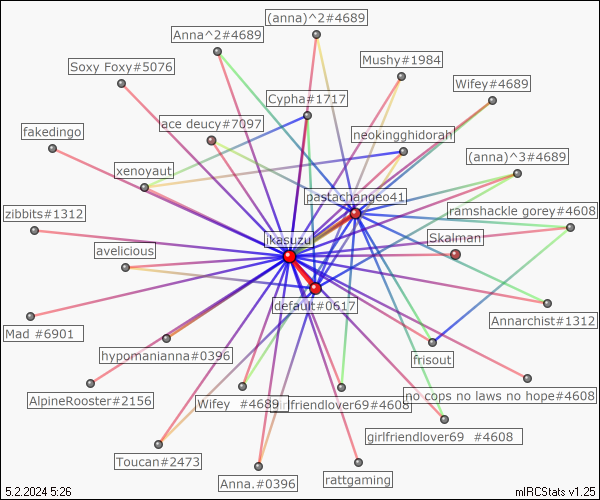 (anna)^2#4689
Anna^2#4689
Mushy#1984
Soxy Foxy#5076
Wifey#4689
Cypha#1717
ace deucy#7097
fakedingo
neokingghidorah
(anna)^3#4689
xenoyaut
pastachangeo41
zibbits#1312
ramshackle gorey#4608
ikasuzu
Skalman
avelicious
default#0617
Annarchist#1312
Mad #6901
hypomanianna#0396
frisout
AlpineRooster#2156
Wifey  #4689
girlfriendlover69#4608
no cops no laws no hope#4608
girlfriendlover69  #4608
Toucan#2473
Anna.#0396
rattgaming
5.2.2024 5:26
mIRCStats v1.25